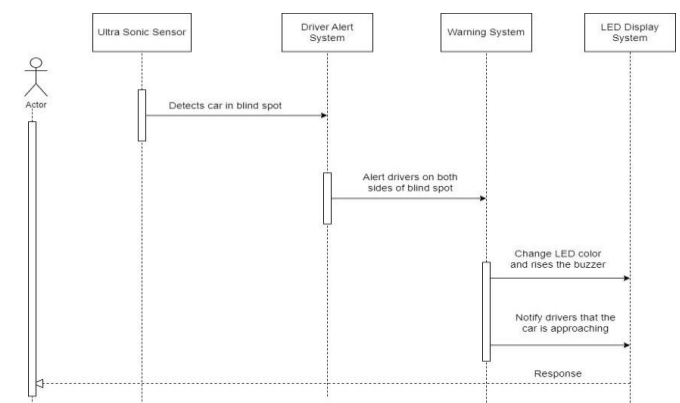 Ultra Sonic Sensor
Driver Alert
System
Warning System
LED Display
System
Actor
Detects car in blind spot
Alert drivers on both
sides of blind spot
Change LED color
and rises the buzzer
Notify drivers that the
car is approaching
Response